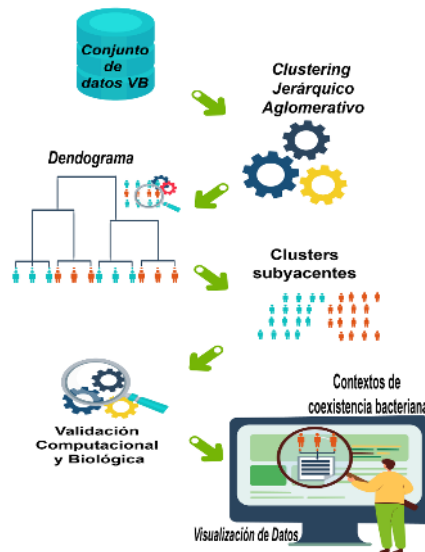 Conjunto
de
datos VB
Clustering
Jerárquico
Aglomerativo
Dendograma
Clusters
subyacentes
Validación
Computacional
y Biológica
Contextos de
coexistencia bacteriana
Visualización de Datos